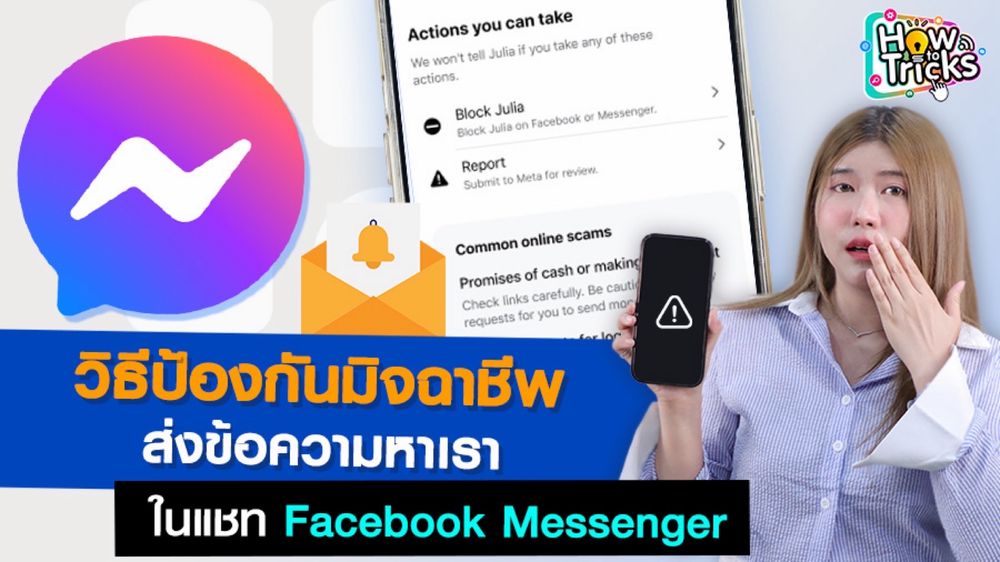 Actions you can take
We won't tell Julia if you take any of these
actions.
Block Julia
Block Julia on Facebook or Messenger.
Report
Submit to Meta for review.
Common online scams
Promises of cash or making
Check links carefully. Be
requests for you to send
How
to
Tricks
วิธีป้องกันมิจฉาชีพ
ส่งข้อความหาเรา
ในแชท Facebook Messenger